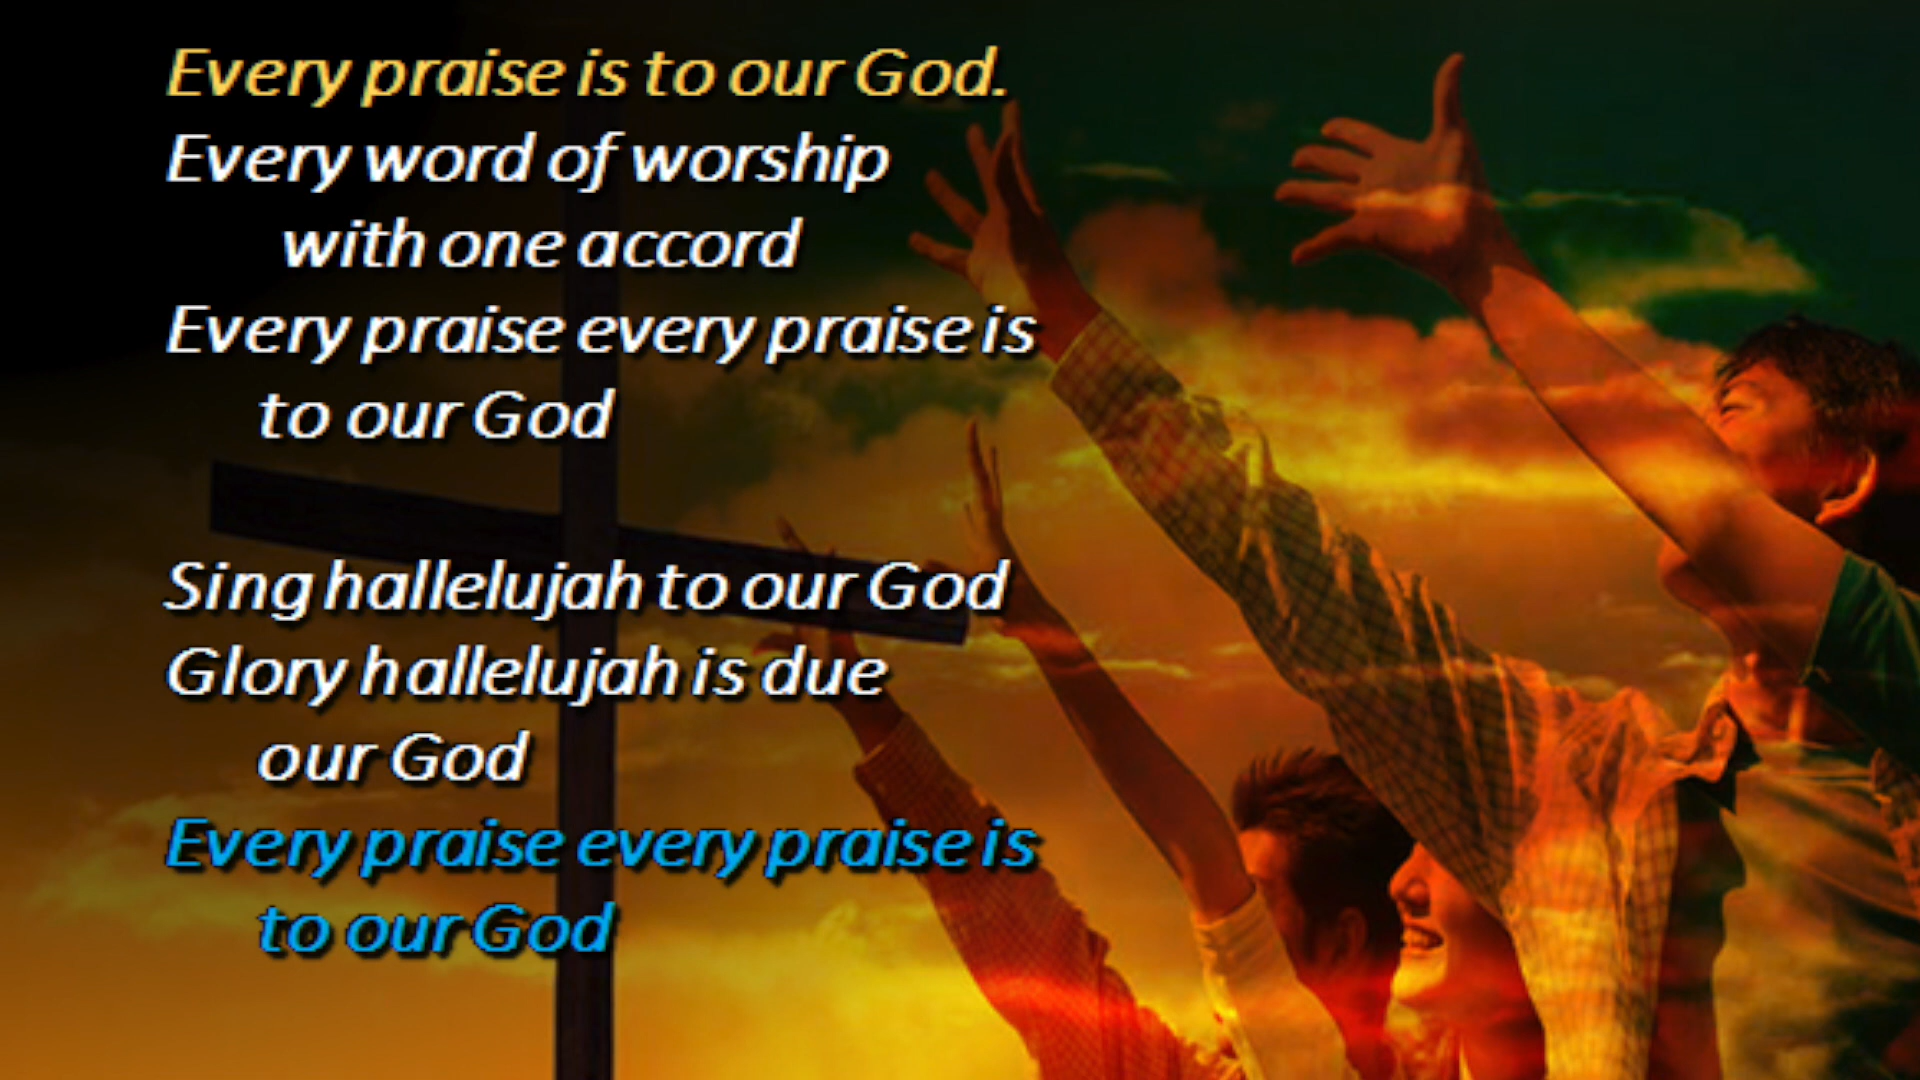 Every praise is to our God.
Every word of worship
with one accord
Every praise every praise is
to our God
Sing hallelujah to our God
Glory hallelujah is due
our God
Every praise every praise is
to our God